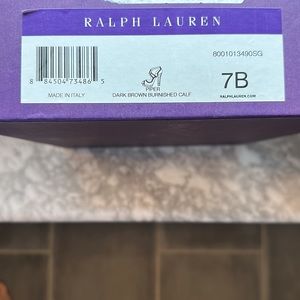 RALPH LAUREN
8001013490SG
8 84504 73486 5
MADE IN ITALY
PIPER
DARK BROWN BURNISHED CALF
7B
RALPHLAUREN.COM